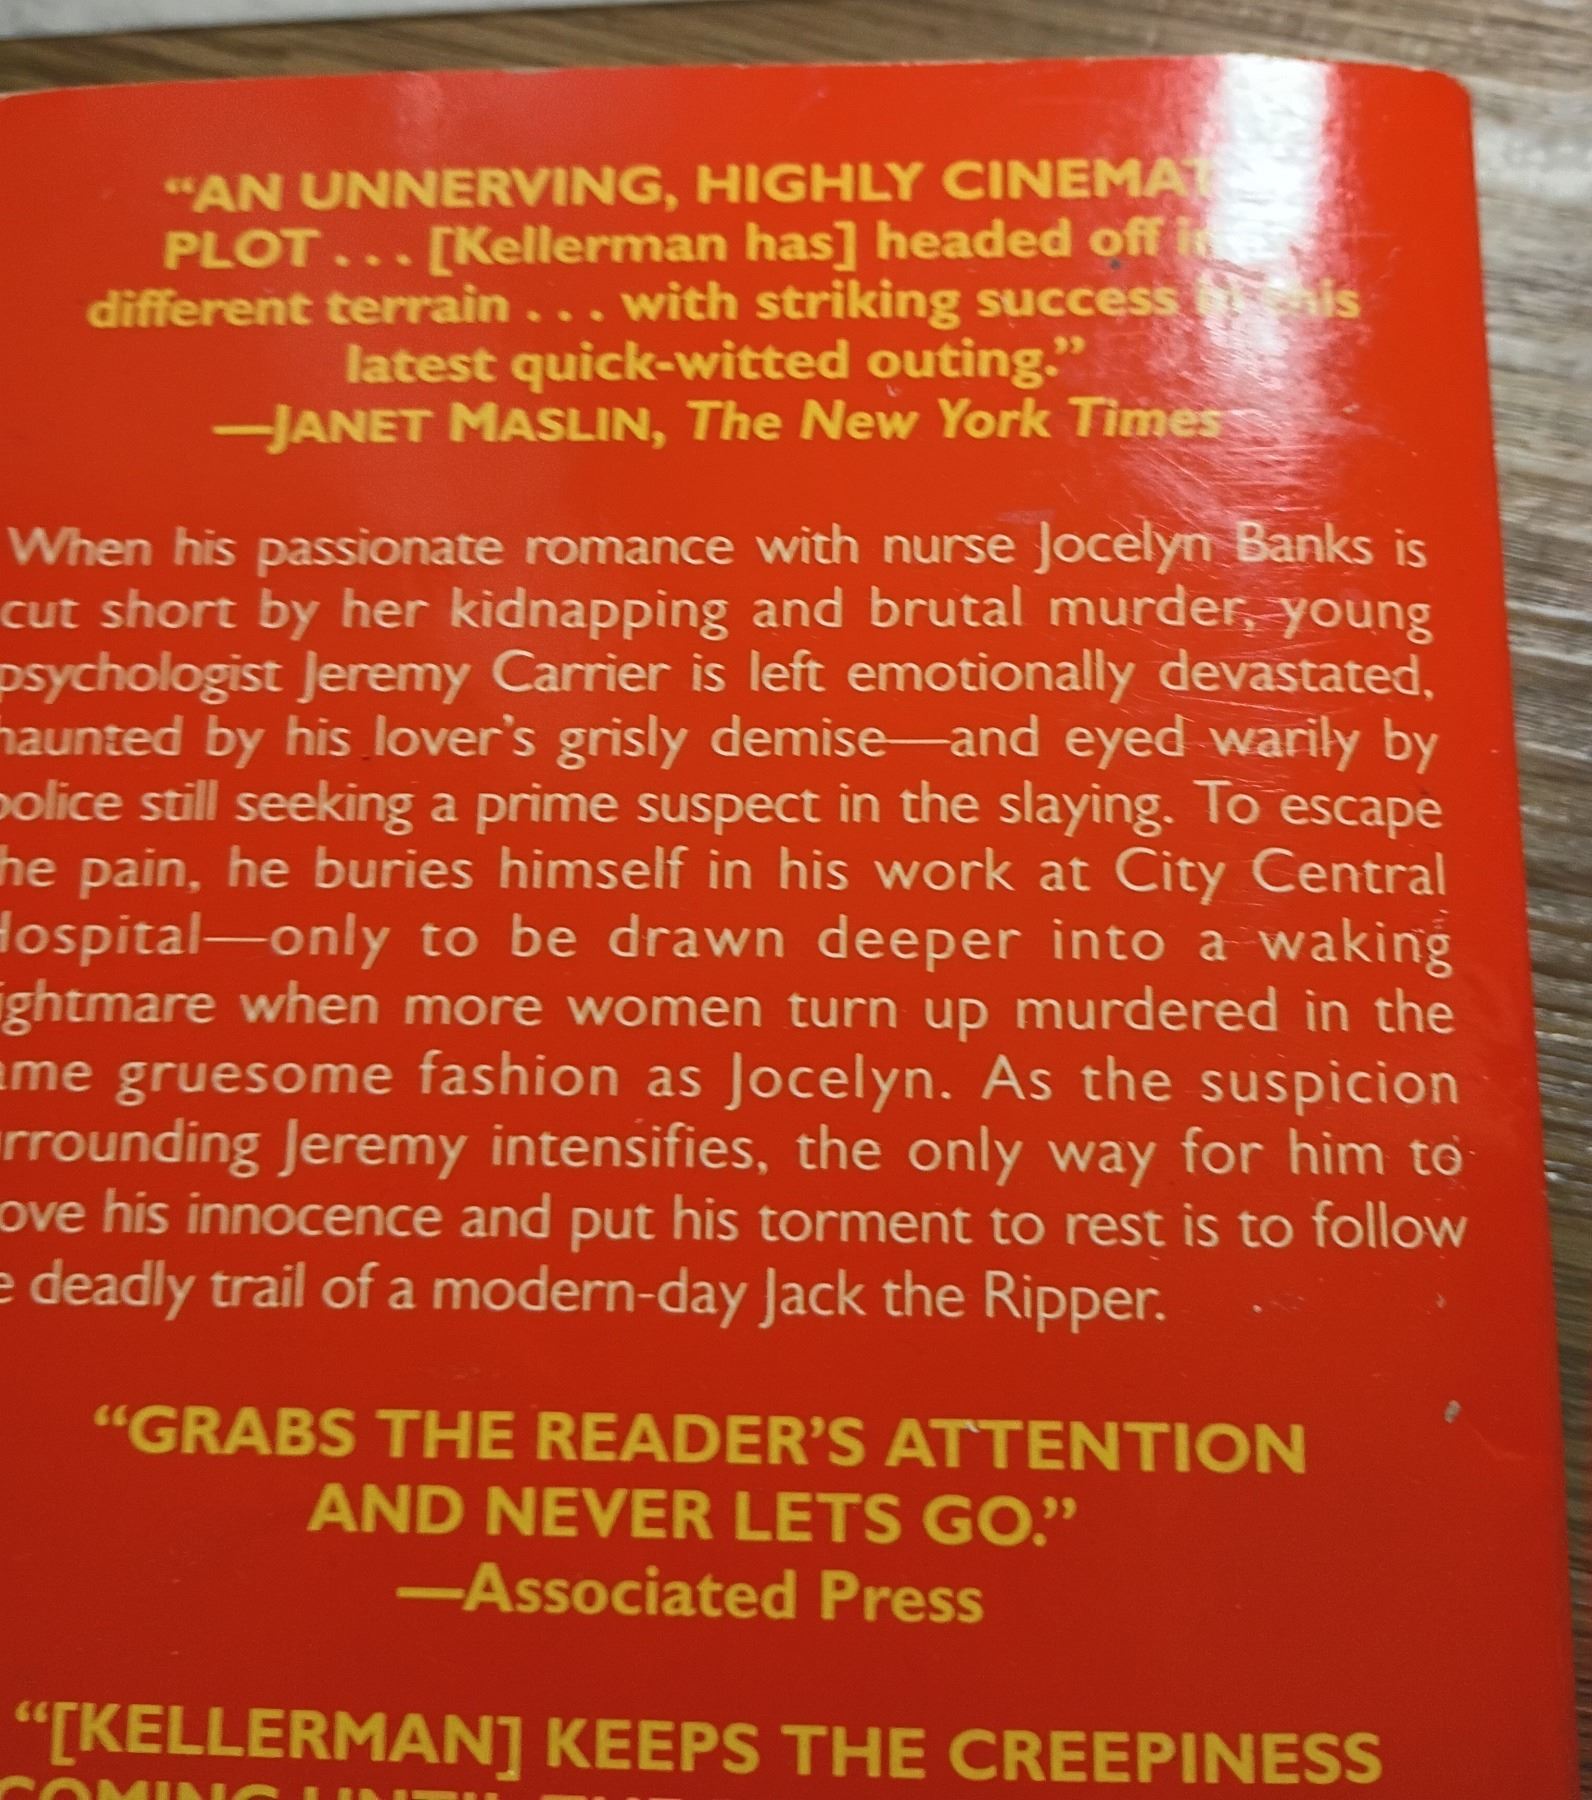 “AN UNNERVING, HIGHLY CINEMAT
PLOT . . . [Kellerman has] headed off
different terrain . . . with striking success in this
latest quick-witted outing.”
—JANET MASLIN, The New York Times
When his passionate romance with nurse Jocelyn Banks is
cut short by her kidnapping and brutal murder, young
psychologist Jeremy Carrier is left emotionally devastated,
haunted by his lover’s grisly demise—and eyed warily by
police still seeking a prime suspect in the slaying. To escape
he pain, he buries himself in his work at City Central
Hospital—only to be drawn deeper into a waking
ightmare when more women turn up murdered in the
ame gruesome fashion as Jocelyn. As the suspicion
rrounding Jeremy intensifies, the only way for him to
ove his innocence and put his torment to rest is to follow
e deadly trail of a modern-day Jack the Ripper.
“GRABS THE READER’S ATTENTION
AND NEVER LETS GO.”
—Associated Press
“[KELLERMAN] KEEPS THE CREEPINESS
COMING UNTIL THE